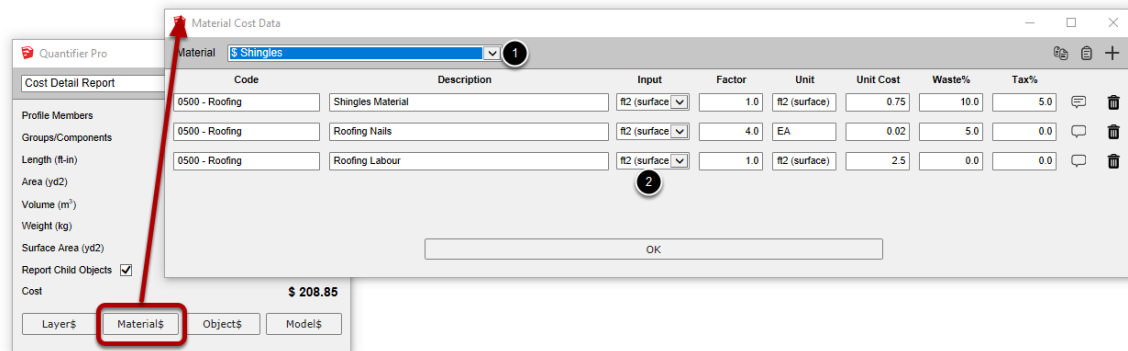 Material Cost Data
Material $ Shingles 1
Code Description Input Factor Unit Unit Cost Waste% Tax%
0500 - Roofing Shingles Material ft2 (surface 1.0 ft2 (surface) 0.75 10.0 5.0
0500 - Roofing Roofing Nails ft2 (surface 4.0 EA 0.02 5.0 0.0
0500 - Roofing Roofing Labour ft2 (surface 1.0 ft2 (surface) 2.5 0.0 0.0
2
OK
Quantifier Pro
Cost Detail Report
Profile Members
Groups/Components
Length (ft-in)
Area (yd2)
Volume (m³)
Weight (kg)
Surface Area (yd2)
Report Child Objects
Cost $ 208.85
Layer$ Material$ Object$ Model$